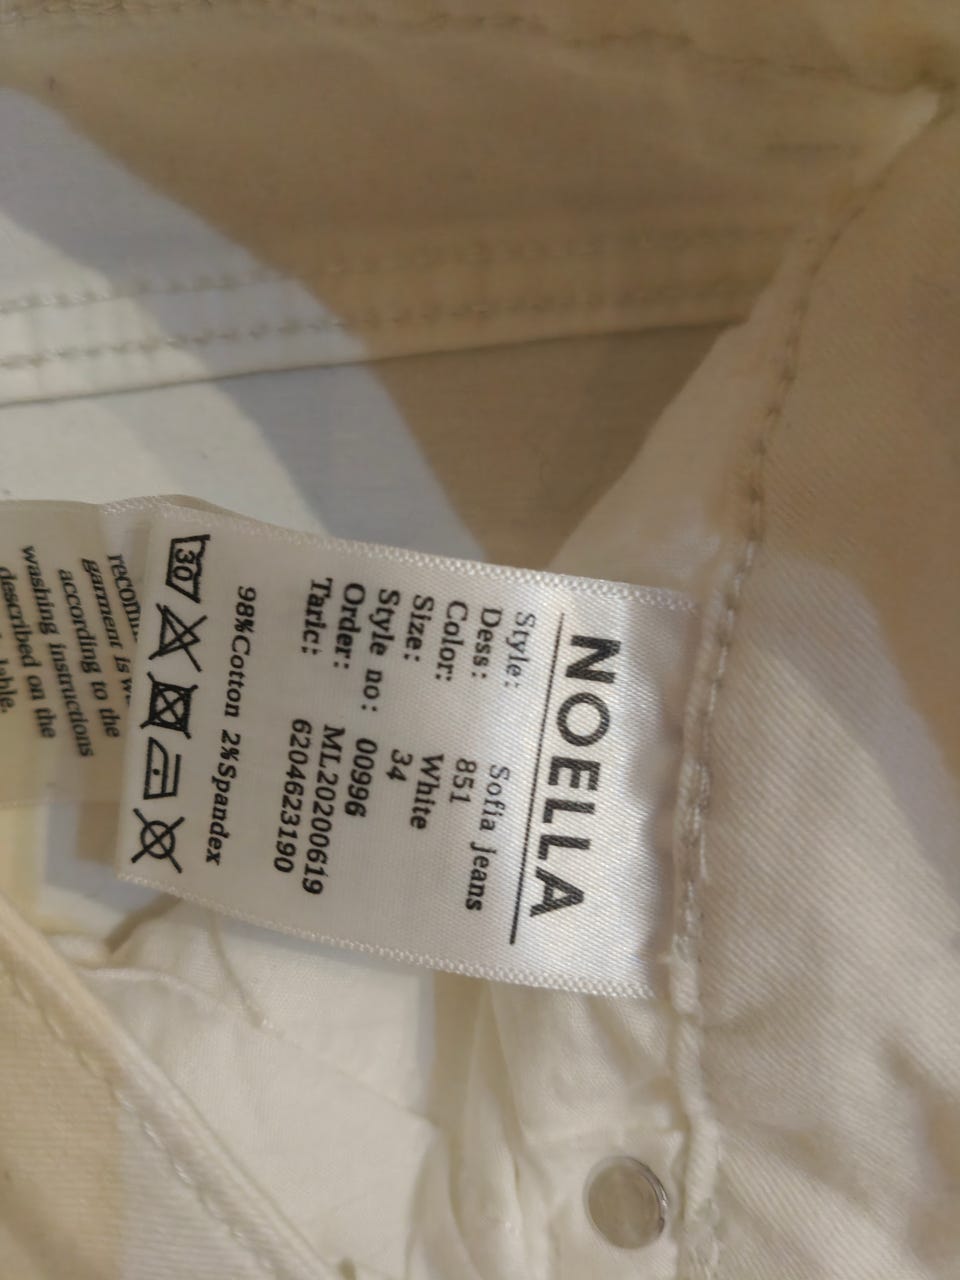 NOELLA
Style: Sofia jeans
Dess: 851
Color: White
Size: 34
Style no: 00996
Order: ML20200619
Taric: 6204623190
98%Cotton 2%Spandex
30
garment is
according to the
washing instructions
described on the